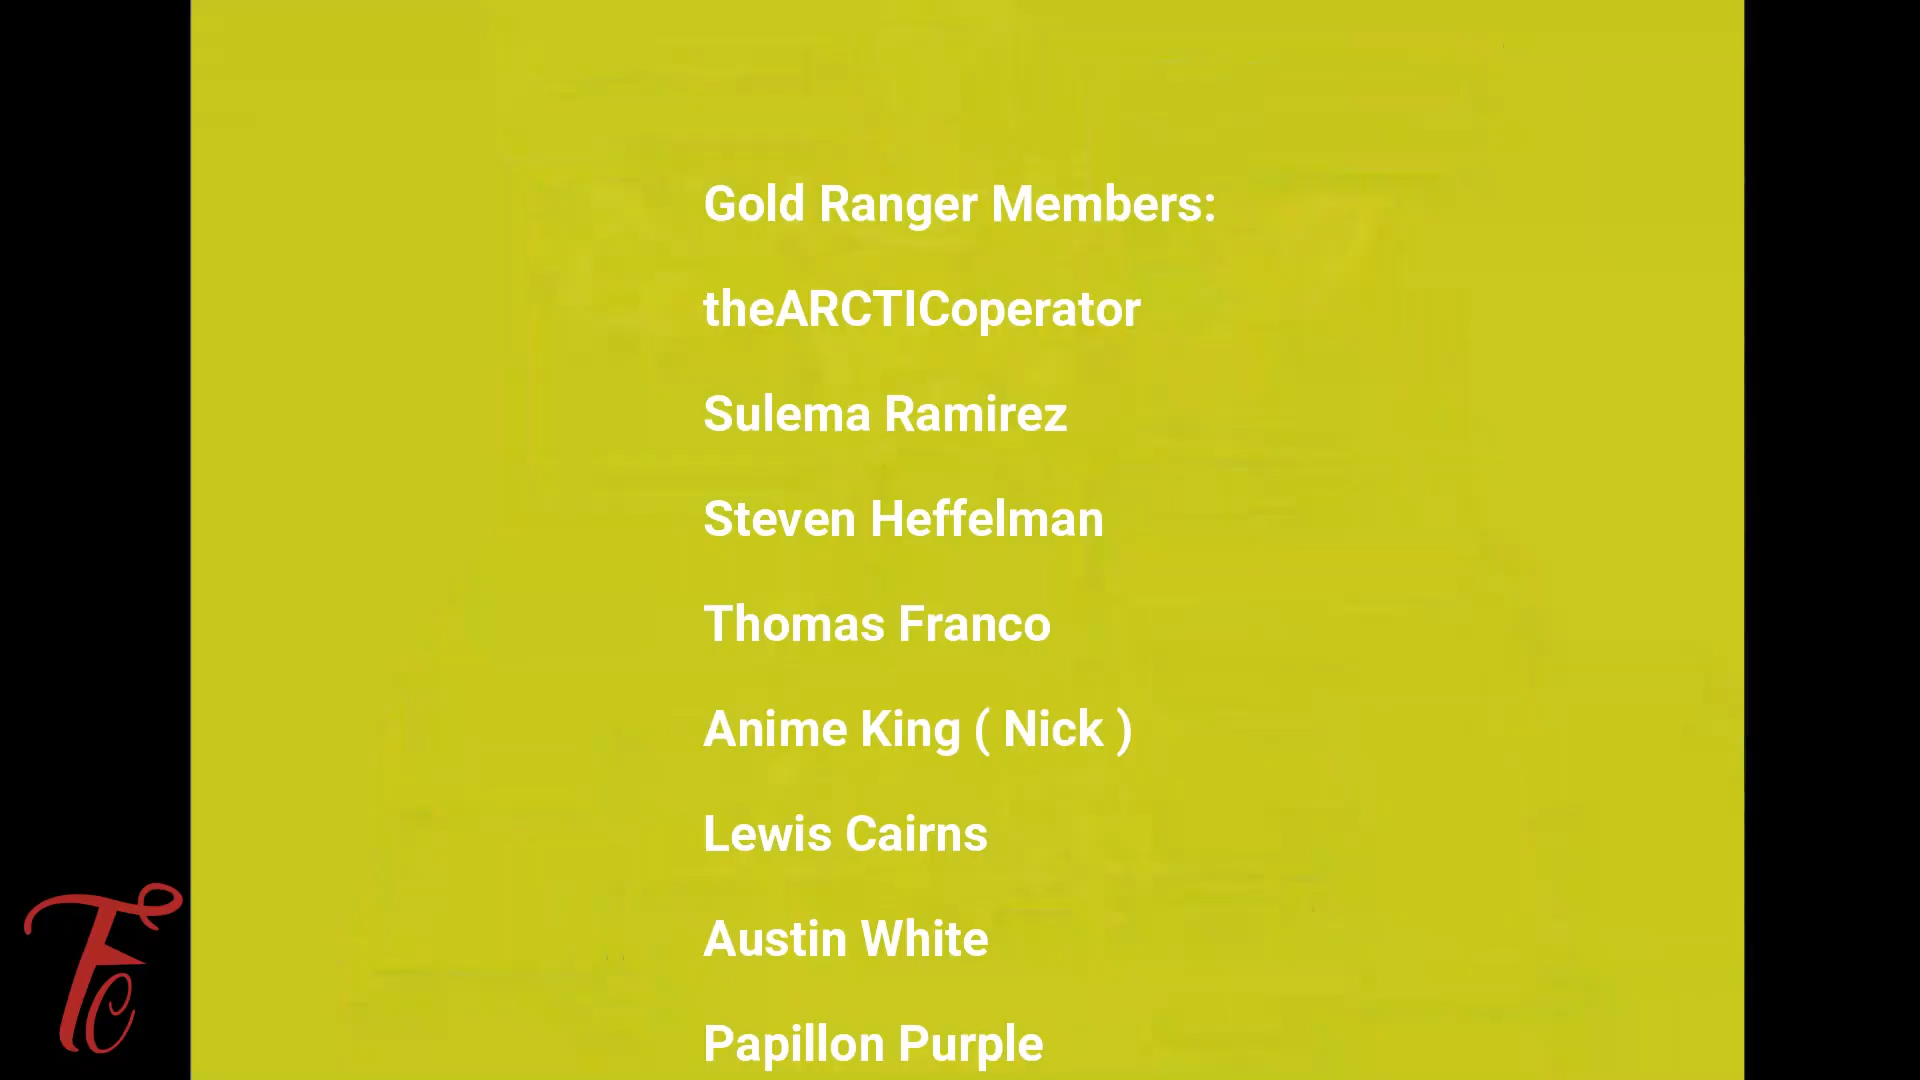 Gold Ranger Members:
theARCTICoperator
Sulema Ramirez
Steven Heffelman
Thomas Franco
Anime King ( Nick )
Lewis Cairns
Austin White
Papillon Purple